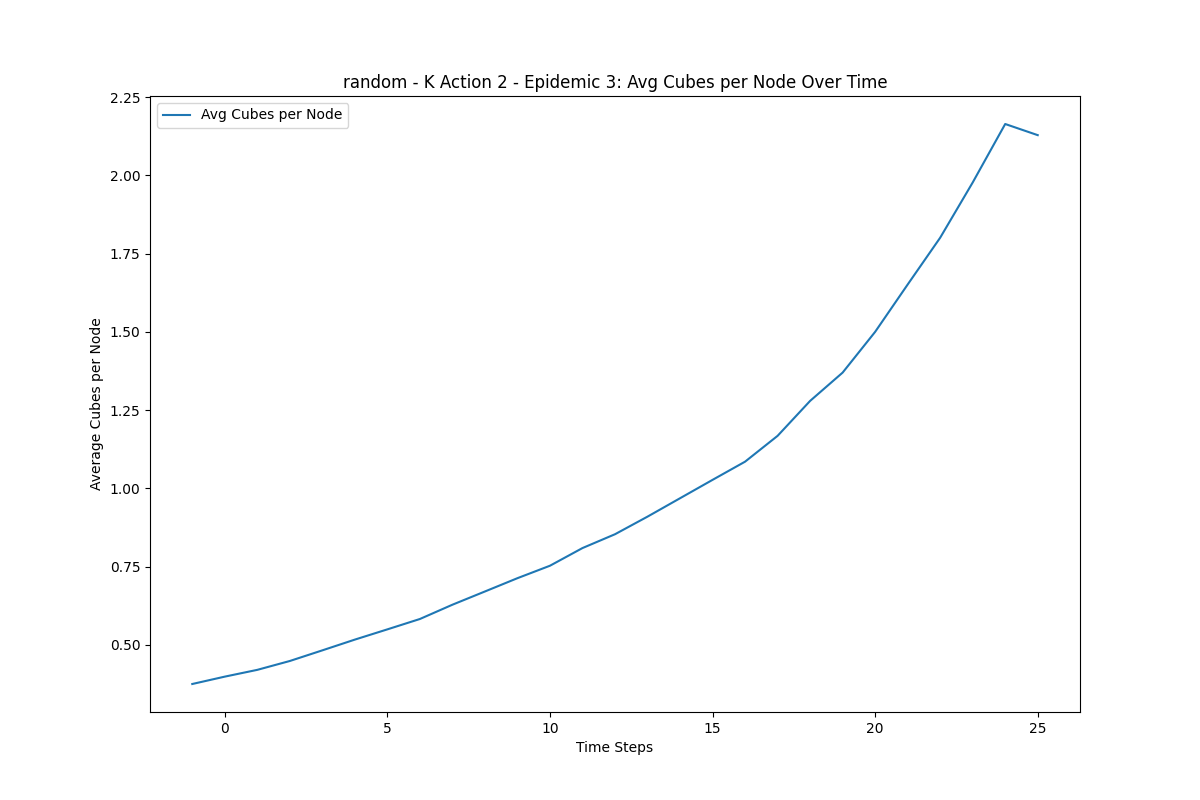 random - K Action 2 - Epidemic 3: Avg Cubes per Node Over Time
Avg Cubes per Node
Average Cubes per Node
2.25
2.00
1.75
1.50
1.25
1.00
0.75
0.50
0 5 10 15 20 25
Time Steps